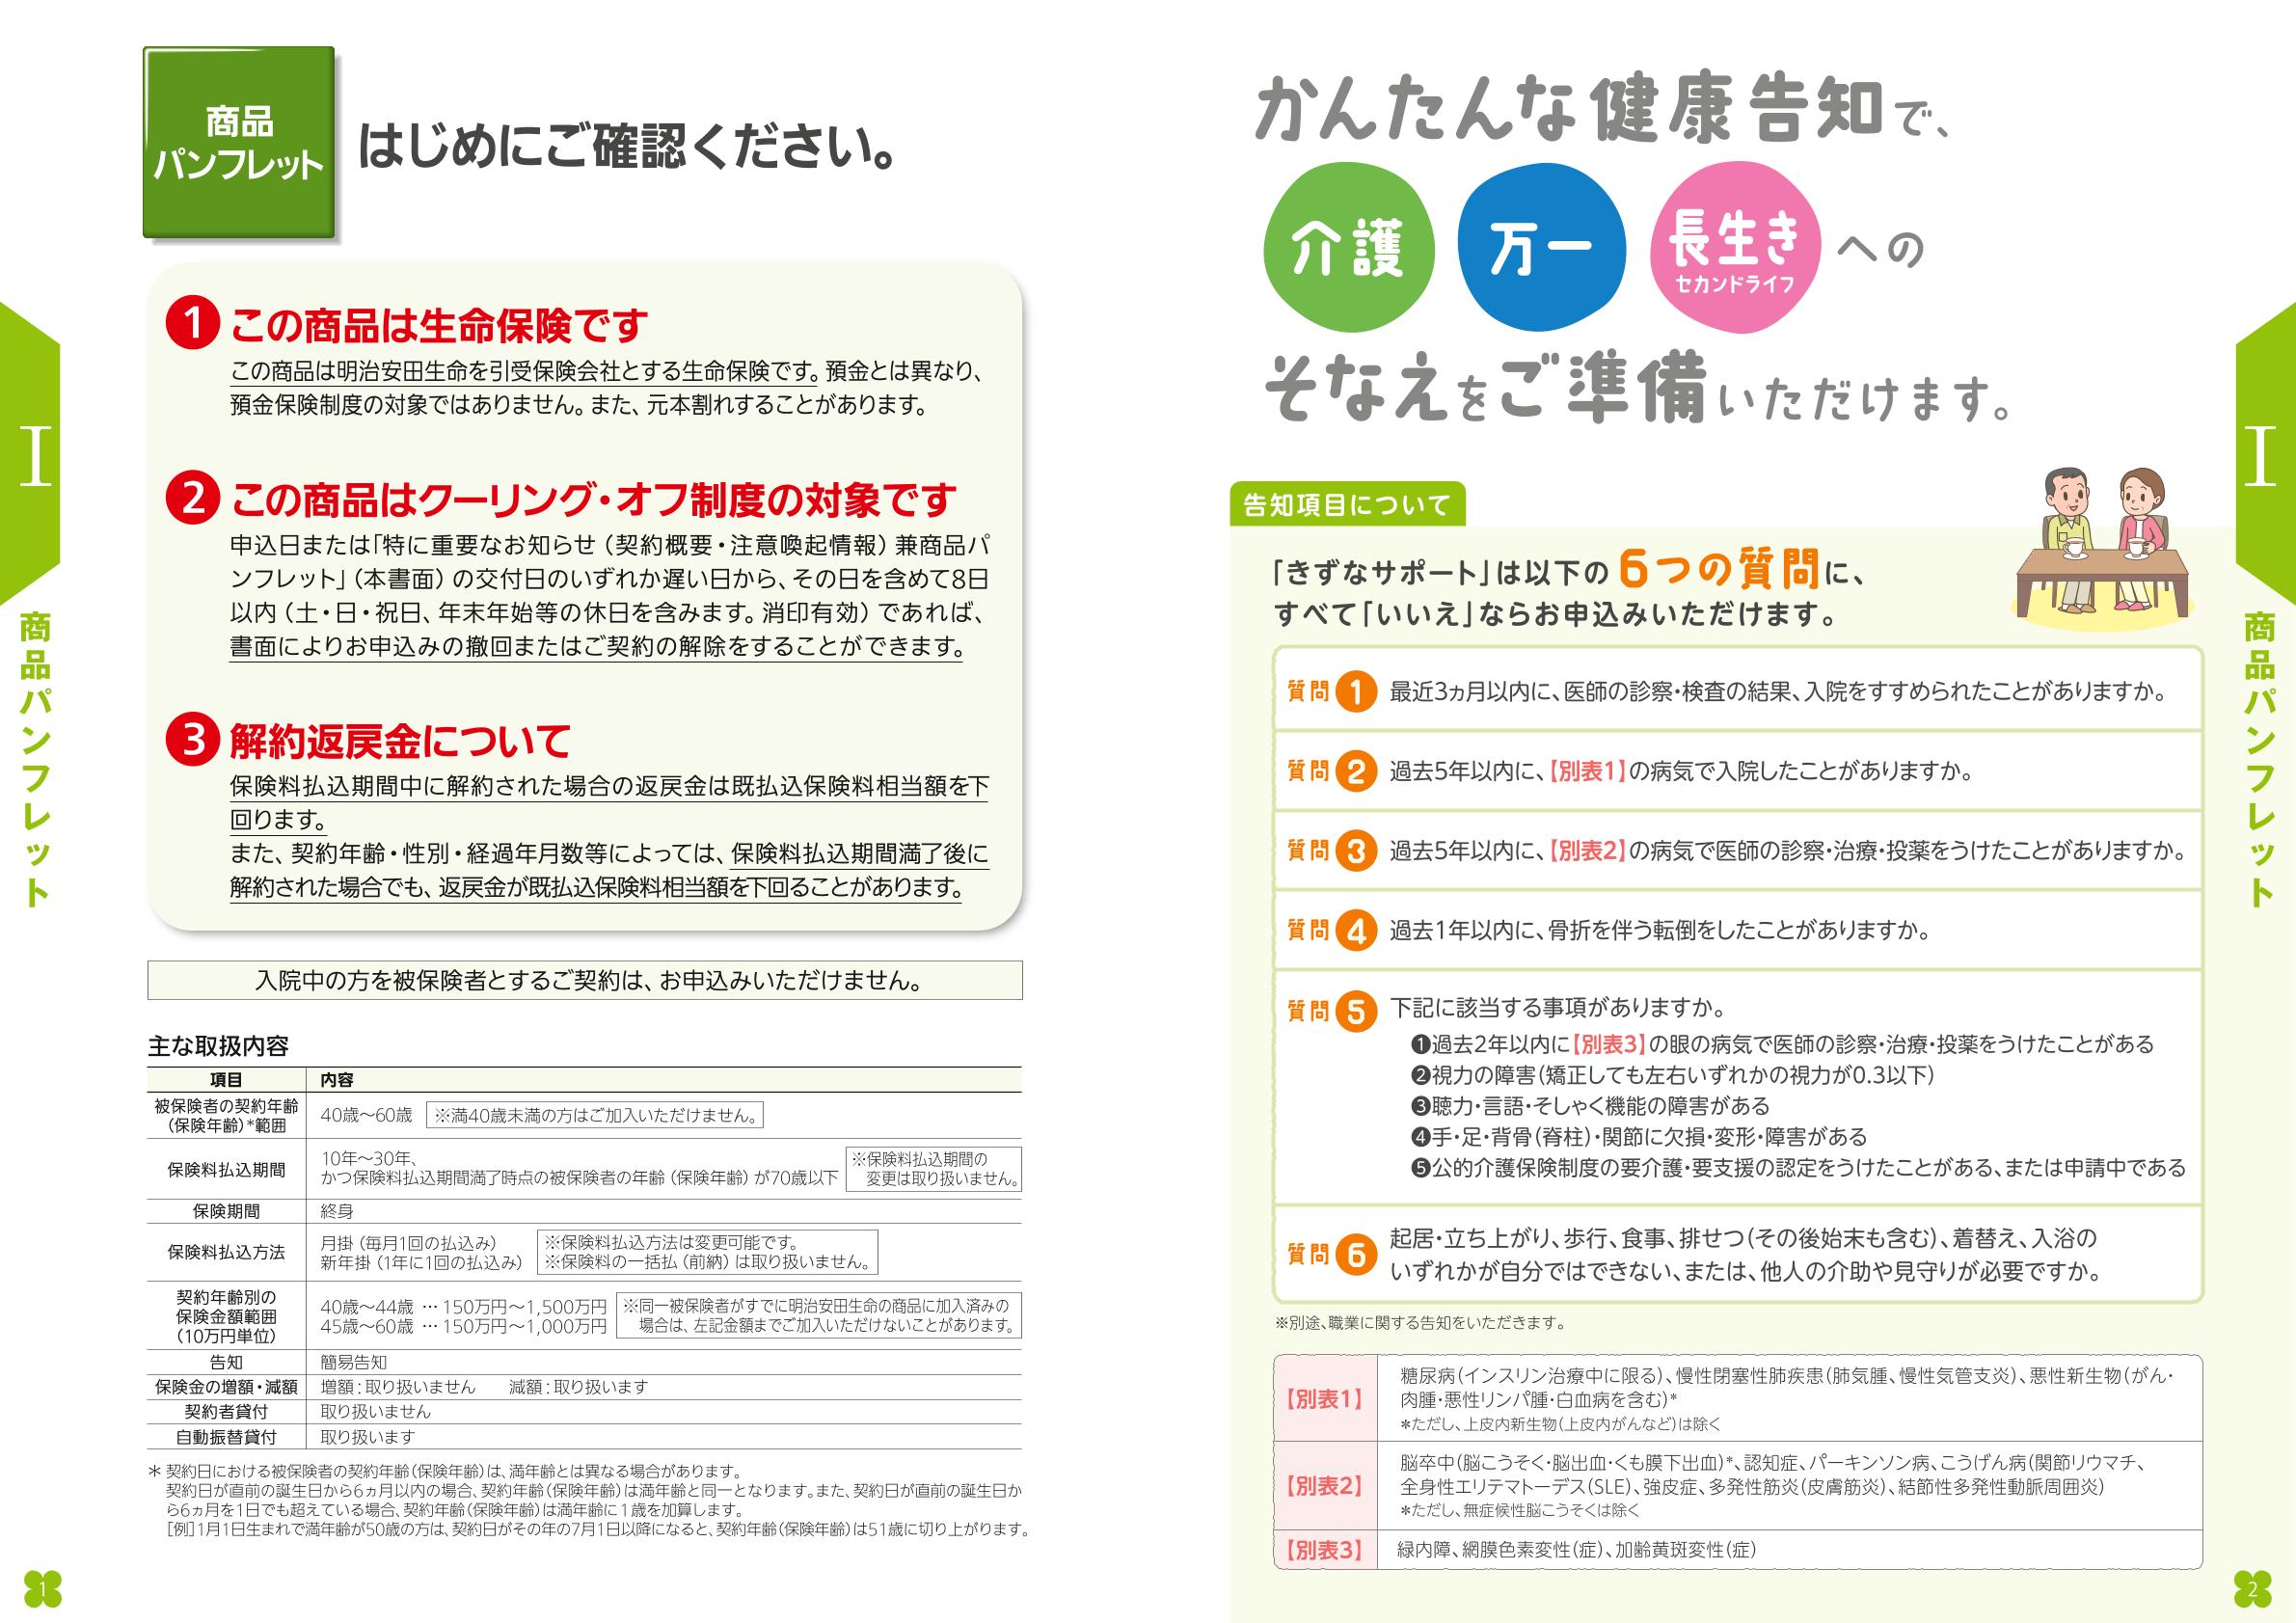 商品
パンフレット
はじめにご確認ください。
1 この商品は生命保険です
この商品は明治安田生命を引受保険会社とする生命保険です。預金とは異なり、
預金保険制度の対象ではありません。また、元本割れすることがあります。
2 この商品はクーリング・オフ制度の対象です
申込日または「特に重要なお知らせ（契約概要・注意喚起情報）兼商品パ
ンフレット」（本書面）の交付日のいずれか遅い日から、その日を含めて8日
以内（土・日・祝日、年末年始等の休日を含みます。消印有効）であれば、
書面によりお申込みの撤回またはご契約の解除をすることができます。
3 解約返戻金について
保険料払込期間中に解約された場合の返戻金は既払込保険料相当額を下
回ります。
また、契約年齢・性別・経過年月数等によっては、保険料払込期間満了後に
解約された場合でも、返戻金が既払込保険料相当額を下回ることがあります。
入院中の方を被保険者とするご契約は、お申込みいただけません。
主な取扱内容
項目 内容
被保険者の契約年齢
（保険年齢）*範囲
40歳～60歳 ※満40歳未満の方はご加入いただけません。
保険料払込期間
10年～30年、
かつ保険料払込期間満了時点の被保険者の年齢（保険年齢）が70歳以下
※保険料払込期間の
変更は取り扱いません。
保険期間 終身
保険料払込方法
月掛（毎月1回の払込み）
新年掛（1年に1回の払込み）
※保険料払込方法は変更可能です。
※保険料の一括払（前納）は取り扱いません。
契約年齢別の
保険金額範囲
（10万円単位）
40歳～44歳 … 150万円～1,500万円
45歳～60歳 … 150万円～1,000万円
※同一被保険者がすでに明治安田生命の商品に加入済みの
場合は、左記金額までご加入いただけないことがあります。
告知 簡易告知
保険金の増額・減額 増額：取り扱いません 減額：取り扱います
契約者貸付 取り扱いません
自動振替貸付 取り扱います
＊ 契約日における被保険者の契約年齢（保険年齢）は、満年齢とは異なる場合があります。
契約日が直前の誕生日から6ヵ月以内の場合、契約年齢（保険年齢）は満年齢と同一となります。また、契約日が直前の誕生日か
ら6ヵ月を1日でも超えている場合、契約年齢（保険年齢）は満年齢に1歳を加算します。
［例］1月1日生まれで満年齢が50歳の方は、契約日がその年の7月1日以降になると、契約年齢（保険年齢）は51歳に切り上がります。
I
商品パンフレット
1
かんたんな健康告知で、
介護 万一 長生き への
セカンドライフ
そなえをご準備いただけます。
告知項目について
「きずなサポート」は以下の6つの質問に、
すべて「いいえ」ならお申込みいただけます。
質問1 最近3ヵ月以内に、医師の診察・検査の結果、入院をすすめられたことがありますか。
質問2 過去5年以内に、【別表1】の病気で入院したことがありますか。
質問3 過去5年以内に、【別表2】の病気で医師の診察・治療・投薬をうけたことがありますか。
質問4 過去1年以内に、骨折を伴う転倒をしたことがありますか。
質問5 下記に該当する事項がありますか。
❶過去2年以内に【別表3】の眼の病気で医師の診察・治療・投薬をうけたことがある
❷視力の障害（矯正しても左右いずれかの視力が0.3以下）
❸聴力・言語・そしゃく機能の障害がある
❹手・足・背骨（脊柱）・関節に欠損・変形・障害がある
❺公的介護保険制度の要介護・要支援の認定をうけたことがある、または申請中である
質問6 起居・立ち上がり、歩行、食事、排せつ（その後始末も含む）、着替え、入浴の
いずれかが自分ではできない、または、他人の介助や見守りが必要ですか。
※別途、職業に関する告知をいただきます。
【別表1】
糖尿病（インスリン治療中に限る）、慢性閉塞性肺疾患（肺気腫、慢性気管支炎）、悪性新生物（がん・
肉腫・悪性リンパ腫・白血病を含む）*
*ただし、上皮内新生物（上皮内がんなど）は除く
【別表2】
脳卒中（脳こうそく・脳出血・くも膜下出血）*、認知症、パーキンソン病、こうげん病（関節リウマチ、
全身性エリテマトーデス（SLE）、強皮症、多発性筋炎（皮膚筋炎）、結節性多発性動脈周囲炎）
*ただし、無症候性脳こうそくは除く
【別表3】 緑内障、網膜色素変性（症）、加齢黄斑変性（症）
I
商品パンフレット
2